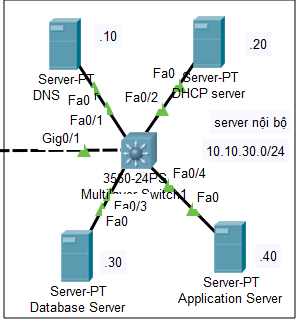 .10
.20
Server-PT
DNS
Server-PT
DHCP server
Fa0
Fa0
Fa0/1
Fa0/2
server nội bộ
Gig0/1
10.10.30.0/24
3560-24PS
Multilayer Switch1
Fa0/4
Fa0/3
Fa0
Fa0
.30
.40
Server-PT
Database Server
Server-PT
Application Server